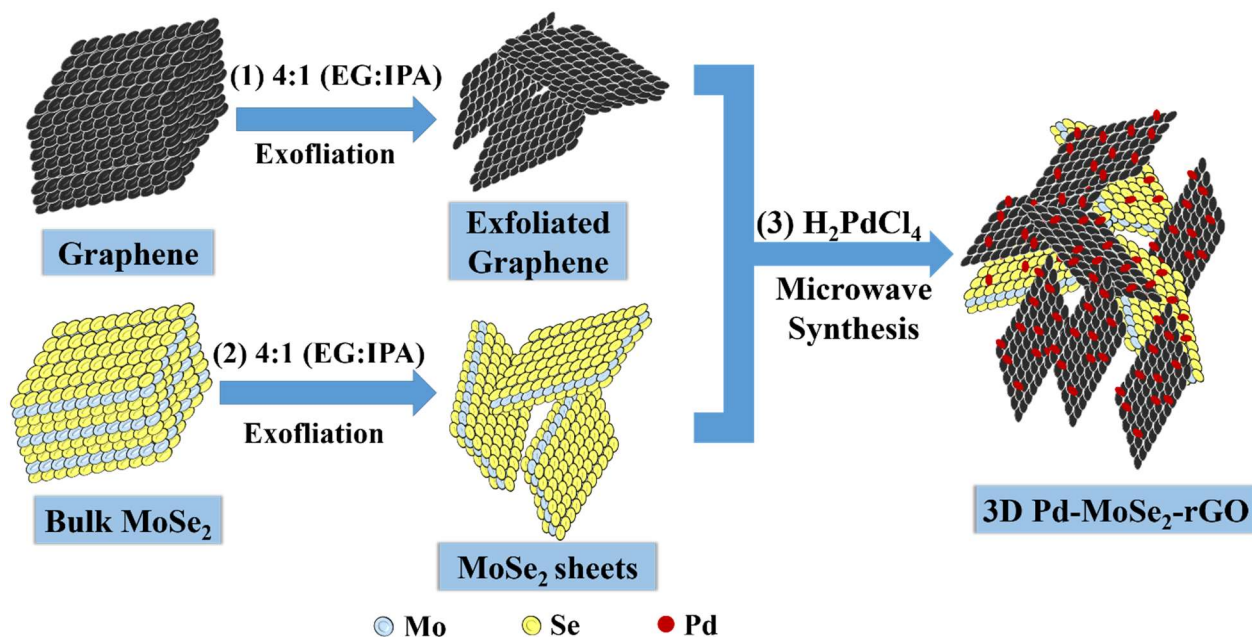 (1) 4:1 (EG:IPA)
Exofliation
Graphene
Exfoliated
Graphene
(3) H₂PdCl₄
Microwave
Synthesis
(2) 4:1 (EG:IPA)
Exofliation
Bulk MoSe₂
MoSe₂ sheets
3D Pd-MoSe₂-rGO
Mo Se Pd